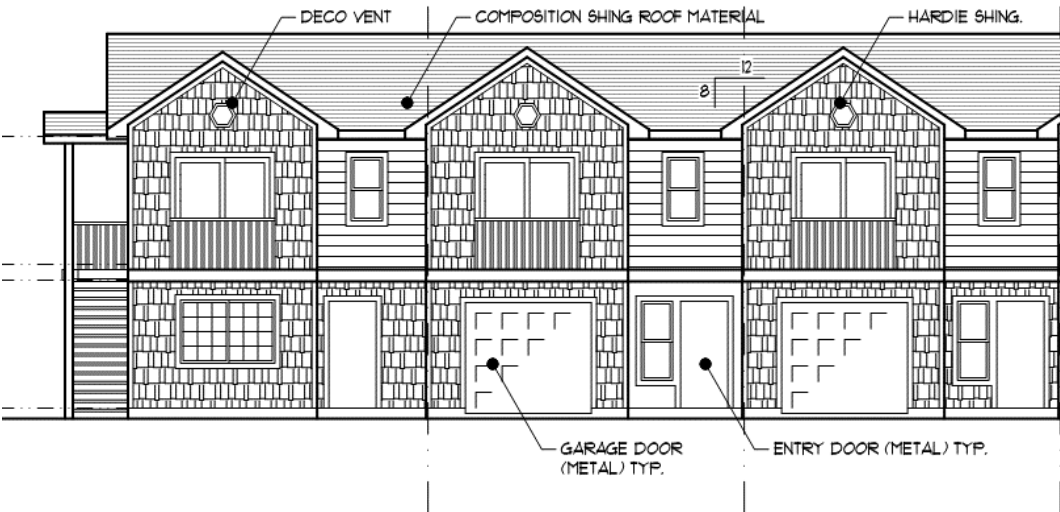 DECO VENT
COMPOSITION SHING ROOF MATERIAL
HARDIE SHING.
12
8
GARAGE DOOR
(METAL) TYP.
ENTRY DOOR (METAL) TYP.